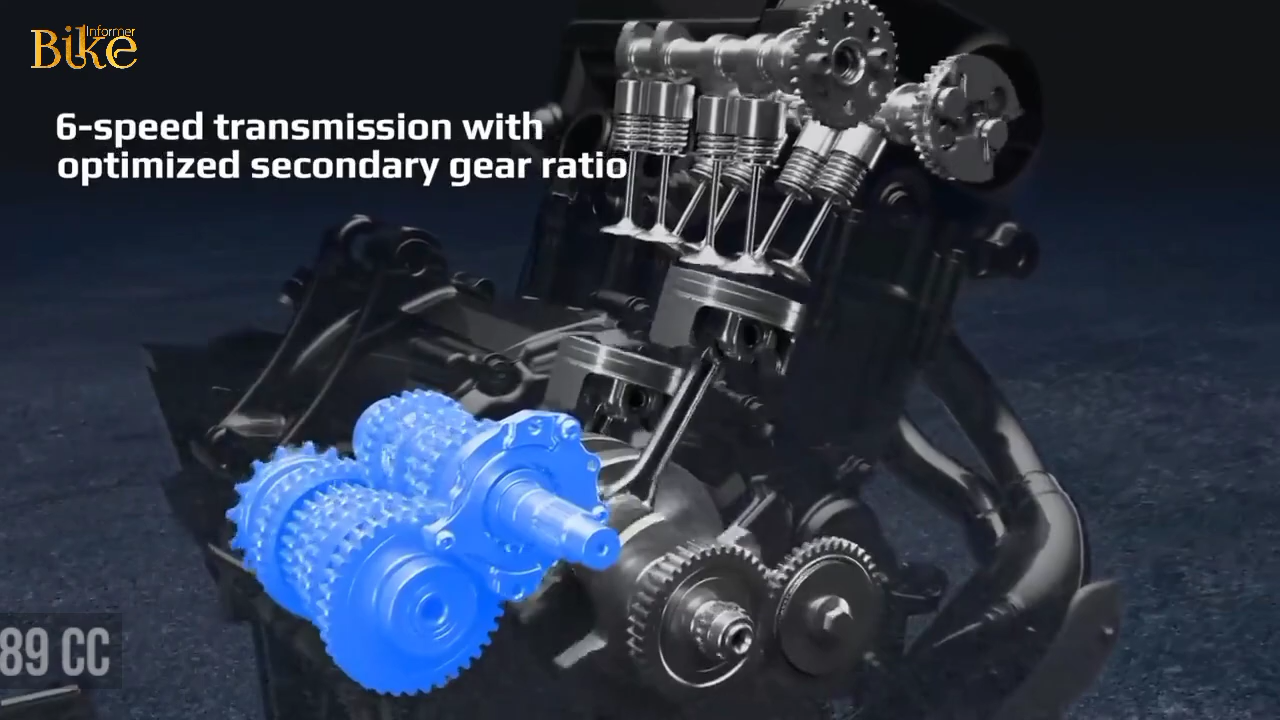 Informer
Bike
6-speed transmission with
optimized secondary gear ratio
89 CC